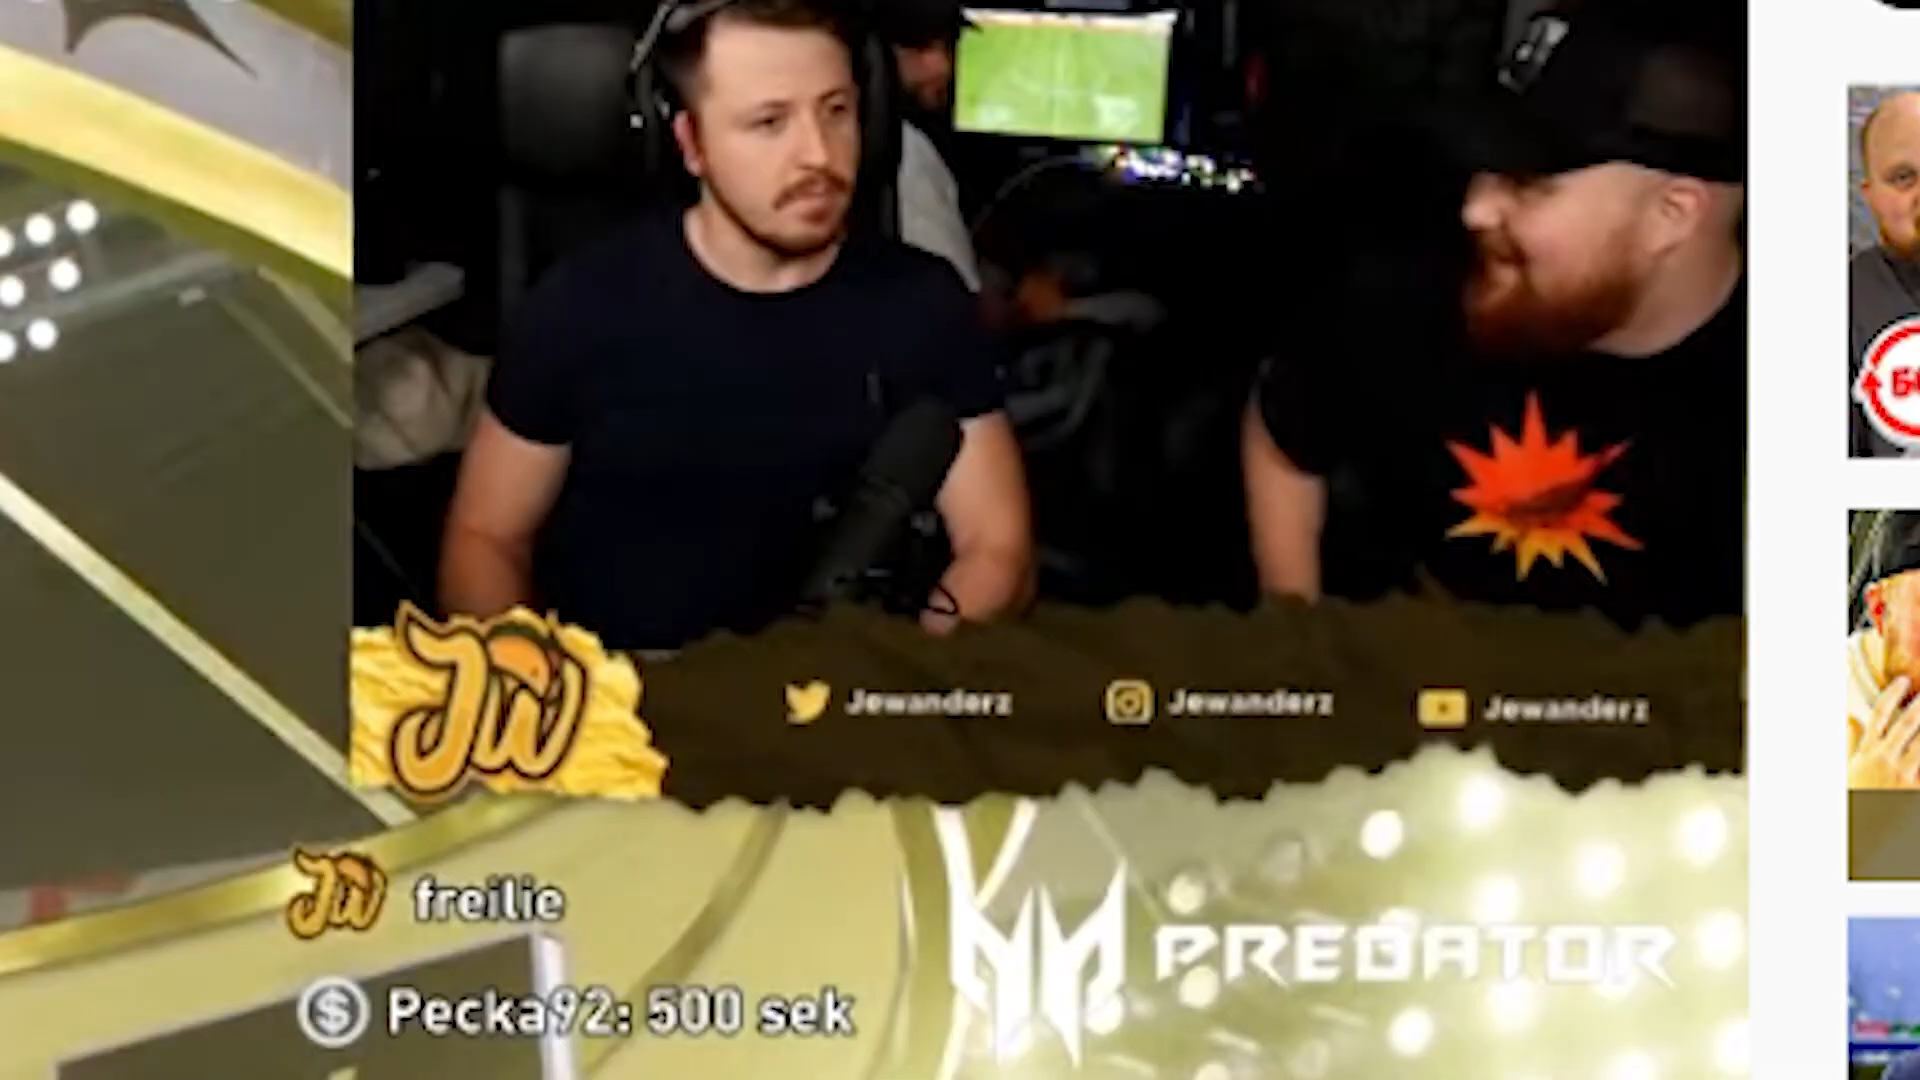 JW
Jewanderz Jewanderz Jewanderz
JW freilie
PREDATOR
$ Pecka92: 500 sek